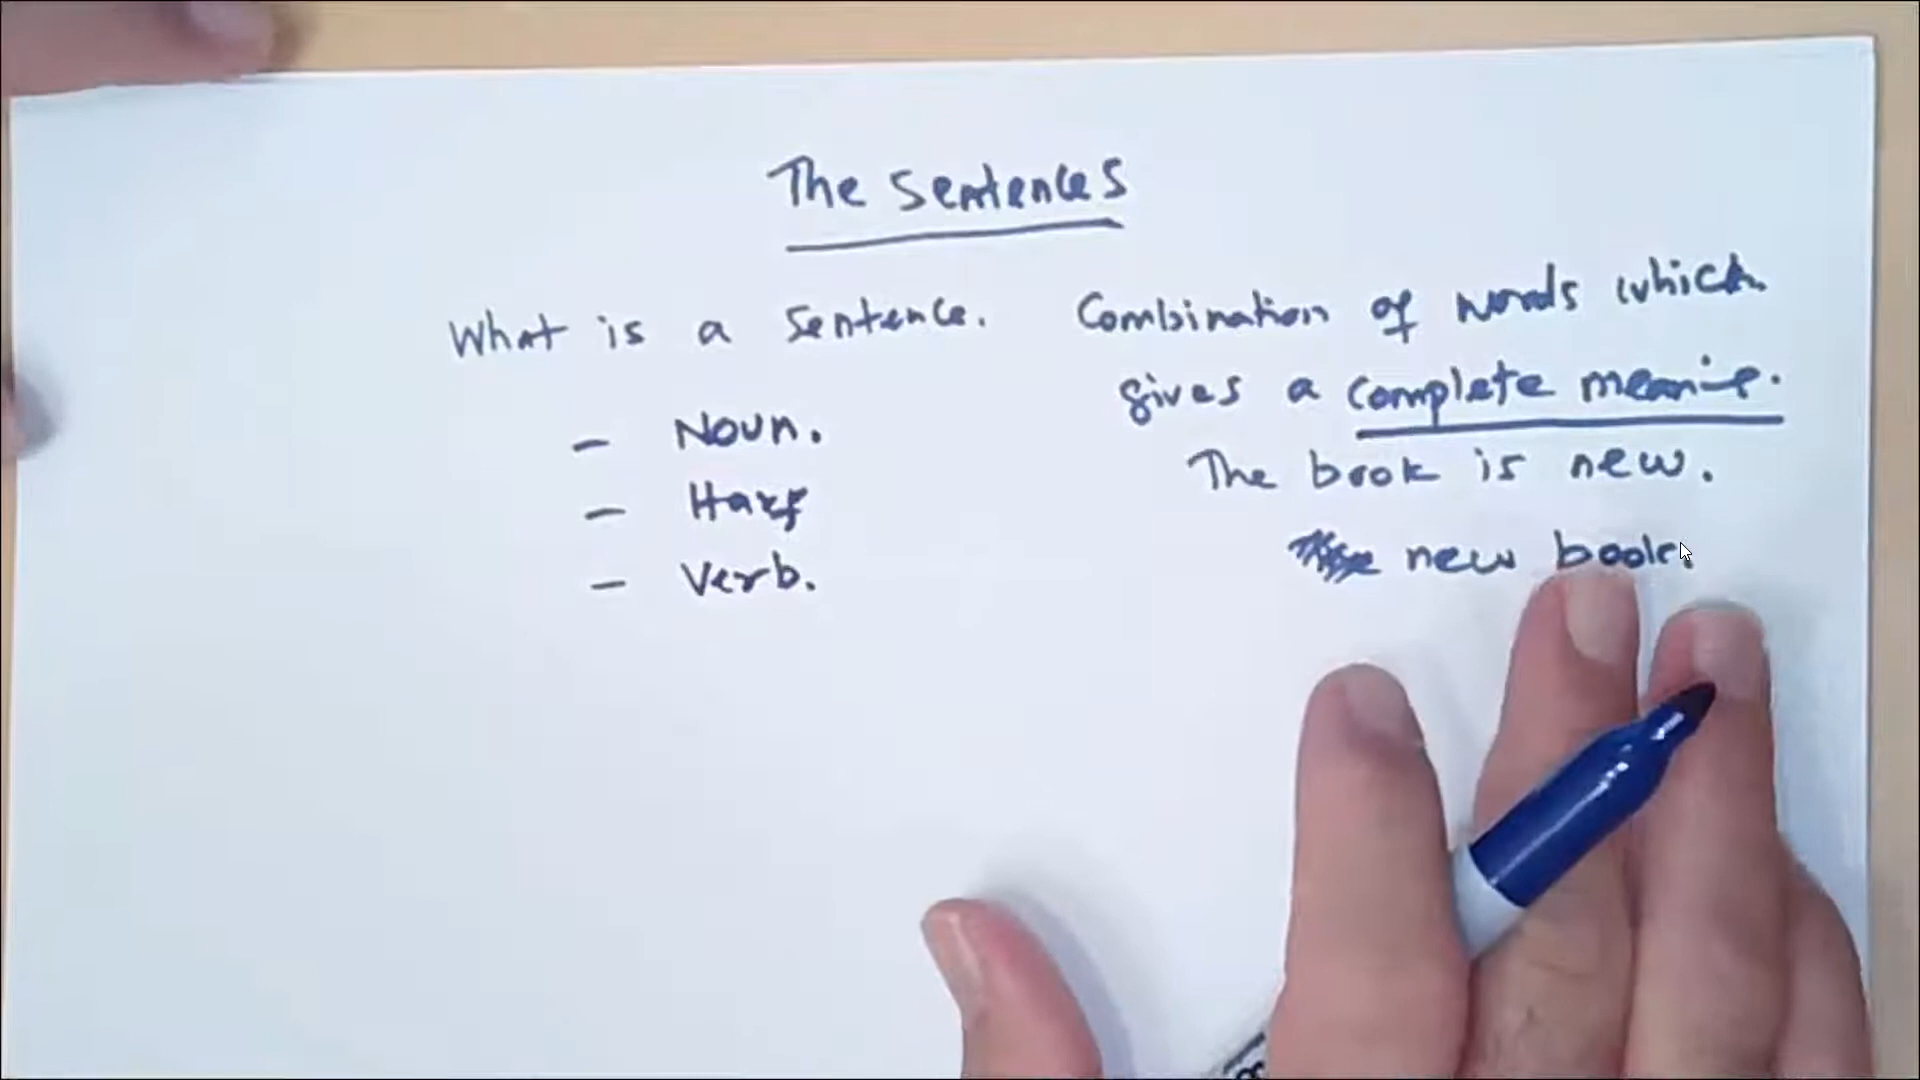 The Sentences
What is a Sentence.
- Noun.
- Harf
- Verb.
Combination of words which
gives a complete meaning.
The book is new.
new book.